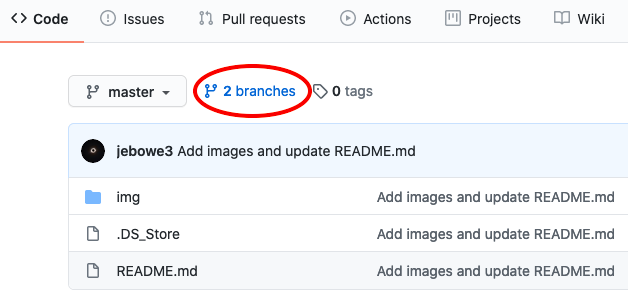 Code Issues Pull requests Actions Projects Wiki
master 2 branches 0 tags
jebowe3 Add images and update README.md
img Add images and update README.md
.DS_Store Add images and update README.md
README.md Add images and update README.md